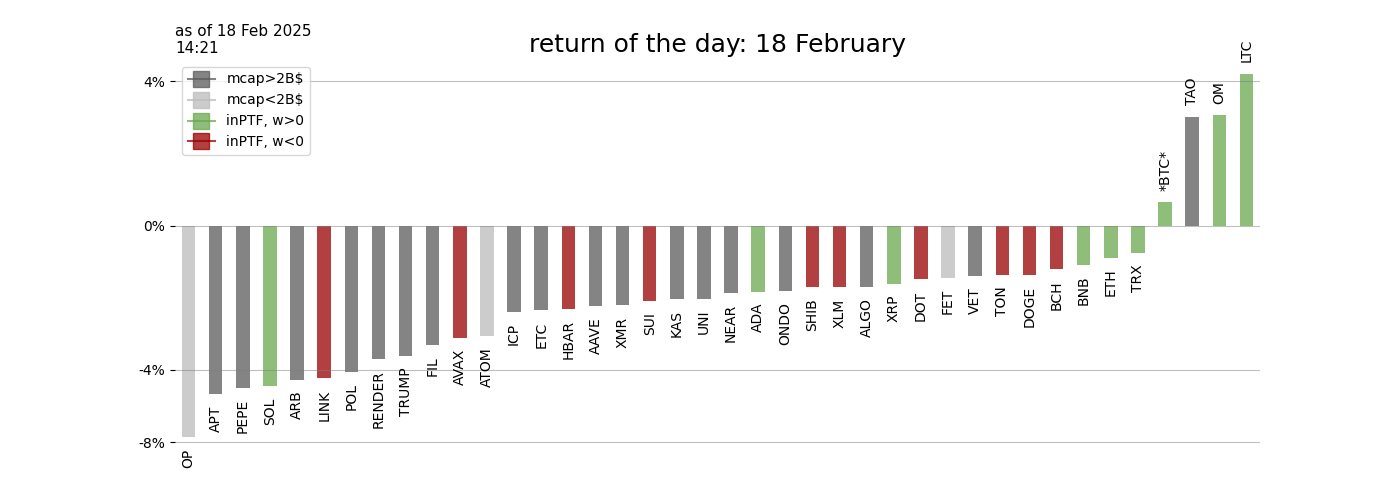 as of 18 Feb 2025
14:21
return of the day: 18 February
mcap>2B$
mcap<2B$
inPTF, w>0
inPTF, w<0
4%
0%
-4%
-8%
OP
APT
PEPE
SOL
ARB
LINK
POL
RENDER
TRUMP
FIL
AVAX
ATOM
ICP
ETC
HBAR
AAVE
XMR
SUI
KAS
UNI
NEAR
ADA
ONDO
SHIB
XLM
ALGO
XRP
DOT
FET
VET
TON
DOGE
BCH
BNB
ETH
TRX
*BTC*
TAO
OM
LTC